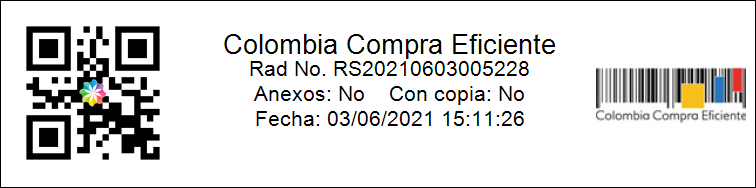 Colombia Compra Eficiente
Rad No. RS20210603005228
Anexos: No    Con copia: No
Fecha: 03/06/2021 15:11:26
Colombia Compra Eficiente